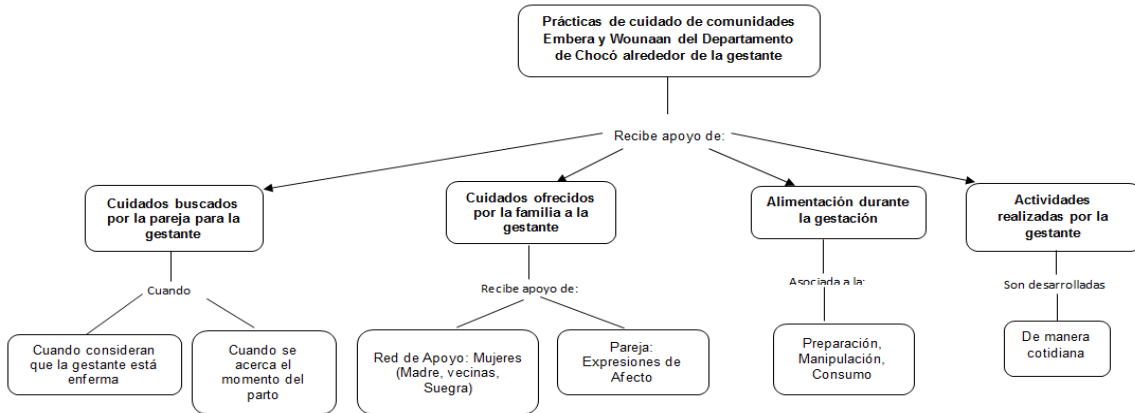 Prácticas de cuidado de comunidades
Embera y Wounaan del Departamento
de Chocó alrededor de la gestante
Recibe apoyo de:
Cuidados buscados
por la pareja para la
gestante
Cuidados ofrecidos
por la familia a la
gestante
Alimentación durante
la gestación
Actividades
realizadas por la
gestante
Cuando
Recibe apoyo de:
Asociada a la:
Son desarrolladas
Cuando consideran
que la gestante está
enferma
Cuando se
acerca el
momento del
parto
Red de Apoyo: Mujeres
(Madre, vecinas,
Suegra)
Pareja:
Expresiones de
Afecto
Preparación,
Manipulación,
Consumo
De manera
cotidiana